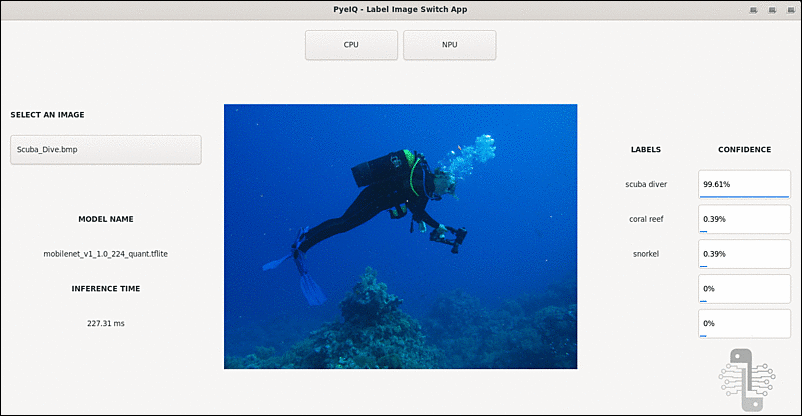 PyeIQ - Label Image Switch App
CPU NPU
SELECT AN IMAGE
Scuba_Dive.bmp
MODEL NAME
mobilenet_v1_1.0_224_quant.tflite
INFERENCE TIME
227.31 ms
LABELS CONFIDENCE
scuba diver 99.61%
coral reef 0.39%
snorkel 0.39%
0%
0%